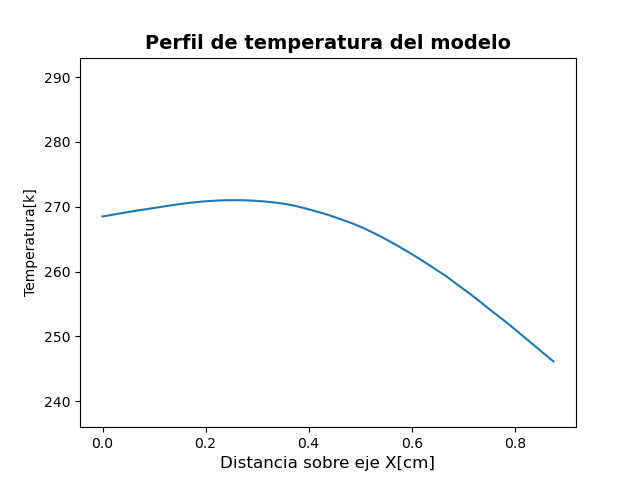 Perfil de temperatura del modelo
290
280
270
260
250
240
Temperatura[k]
0.0 0.2 0.4 0.6 0.8
Distancia sobre eje X[cm]